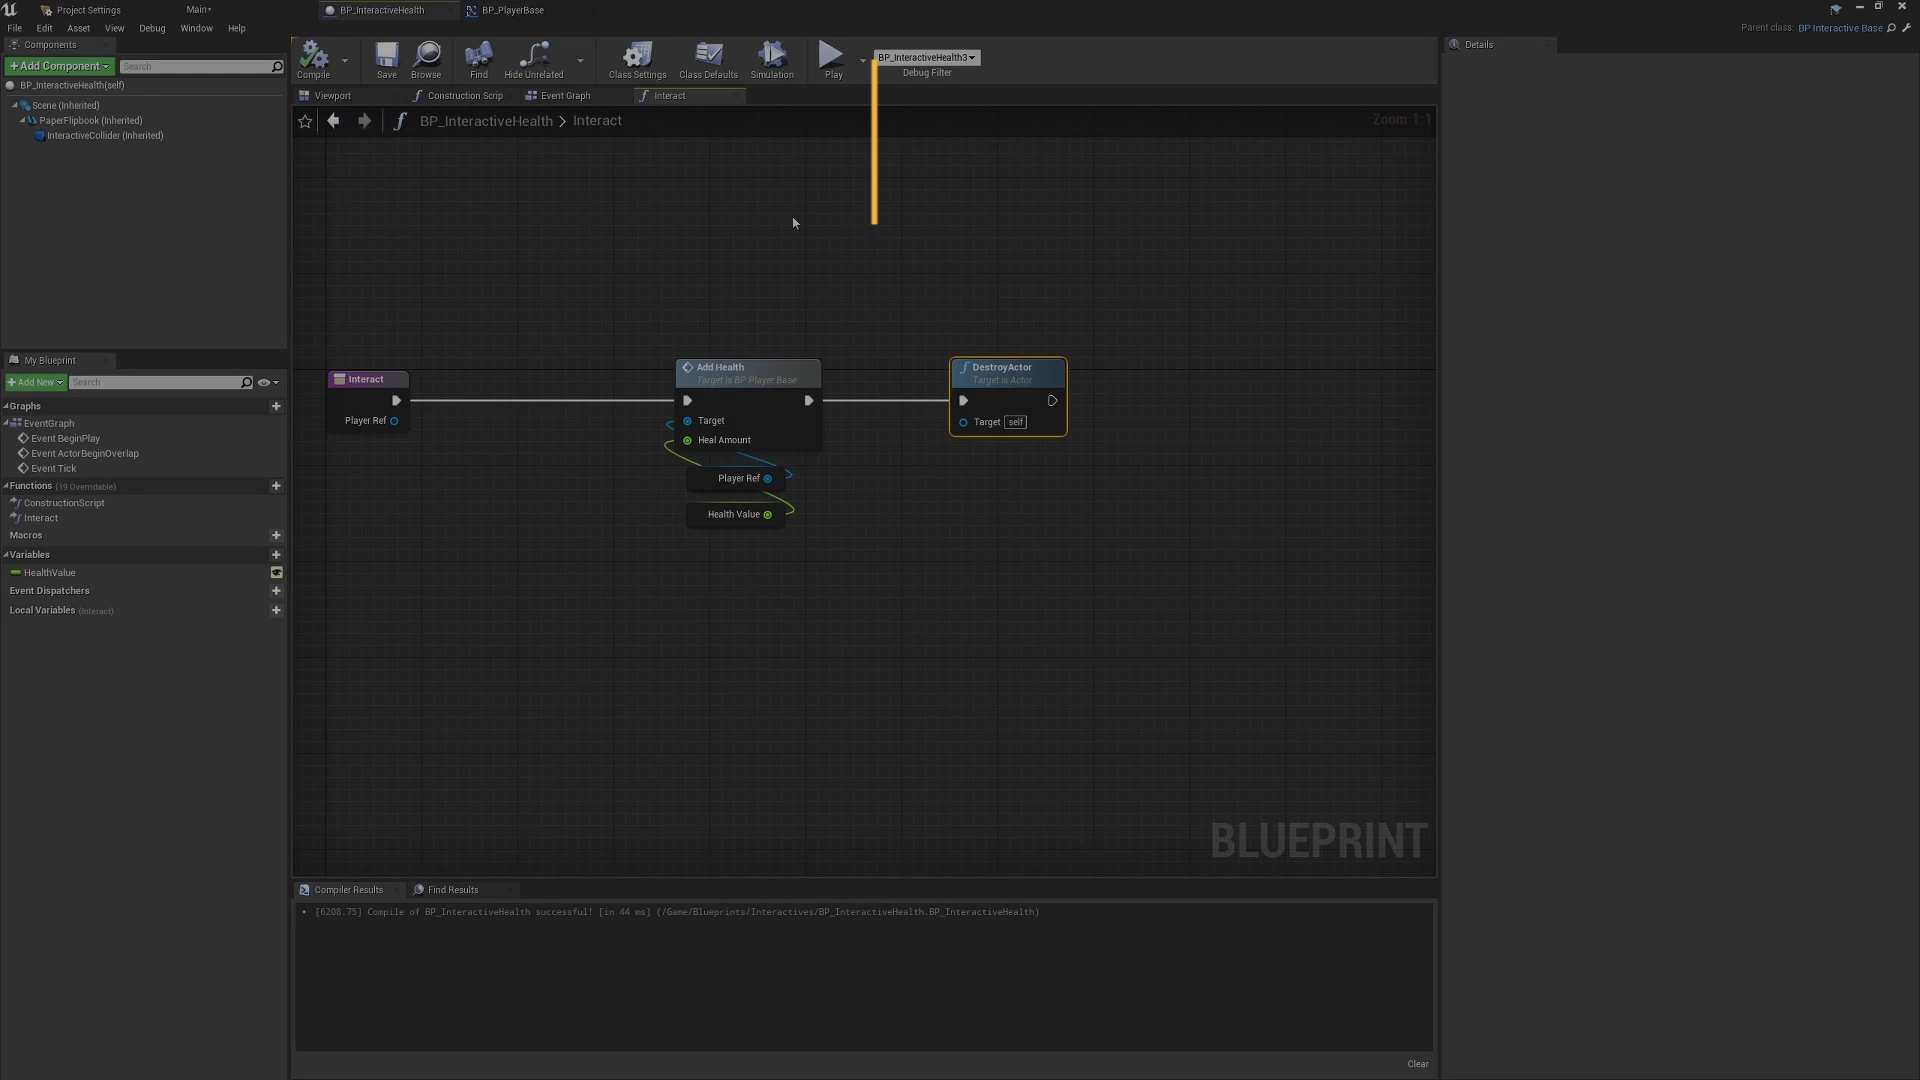 Project Settings
Main*
BP_InteractiveHealth
BP_PlayerBase
File
Edit
Asset
View
Debug
Window
Help
Parent class: BP Interactive Base
Components
+Add Component
Search
BP_InteractiveHealth(self)
Scene (Inherited)
PaperFlipbook (Inherited)
InteractiveCollider (Inherited)
Compile
Save
Browse
Find
Hide Unrelated
Class Settings
Class Defaults
Simulation
Play
BP_InteractiveHealth3
Debug Filter
Details
Viewport
Construction Scrip
Event Graph
Interact
BP_InteractiveHealth > Interact
Zoom 1:1
My Blueprint
+Add New
Search
Graphs
EventGraph
Event BeginPlay
Event ActorBeginOverlap
Event Tick
Functions (19 Overridable)
ConstructionScript
Interact
Macros
Variables
HealthValue
Event Dispatchers
Local Variables (Interact)
Interact
Player Ref
Add Health
Target is BP Player Base
Target
Heal Amount
Player Ref
Health Value
DestroyActor
Target is Actor
Target self
BLUEPRINT
Compiler Results
Find Results
[6208.75] Compile of BP_InteractiveHealth successful! [in 44 ms] (/Game/Blueprints/Interactives/BP_InteractiveHealth.BP_InteractiveHealth)
Clear